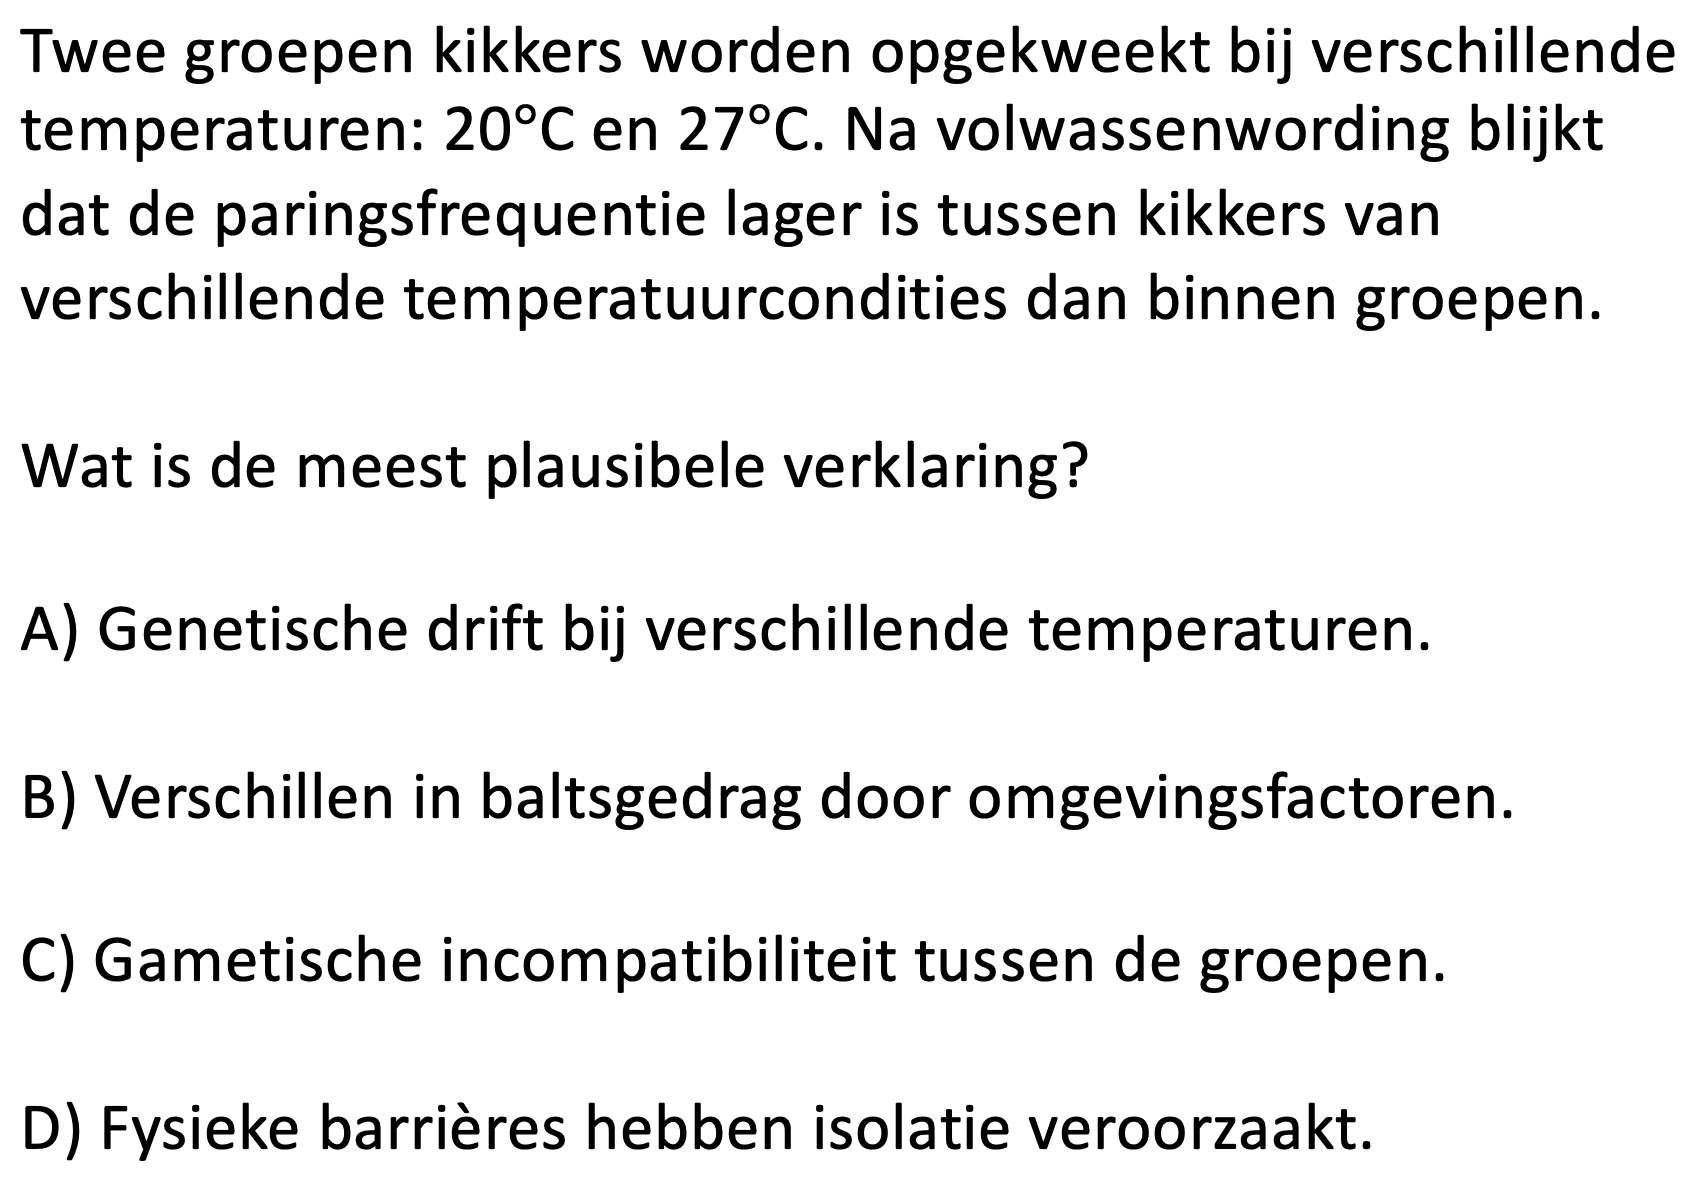 Twee groepen kikkers worden opgekweekt bij verschillende
temperaturen: 20°C en 27°C. Na volwassenwording blijkt
dat de paringsfrequentie lager is tussen kikkers van
verschillende temperatuurcondities dan binnen groepen.
Wat is de meest plausibele verklaring?
A) Genetische drift bij verschillende temperaturen.
B) Verschillen in baltsgedrag door omgevingsfactoren.
C) Gametische incompatibiliteit tussen de groepen.
D) Fysieke barrières hebben isolatie veroorzaakt.